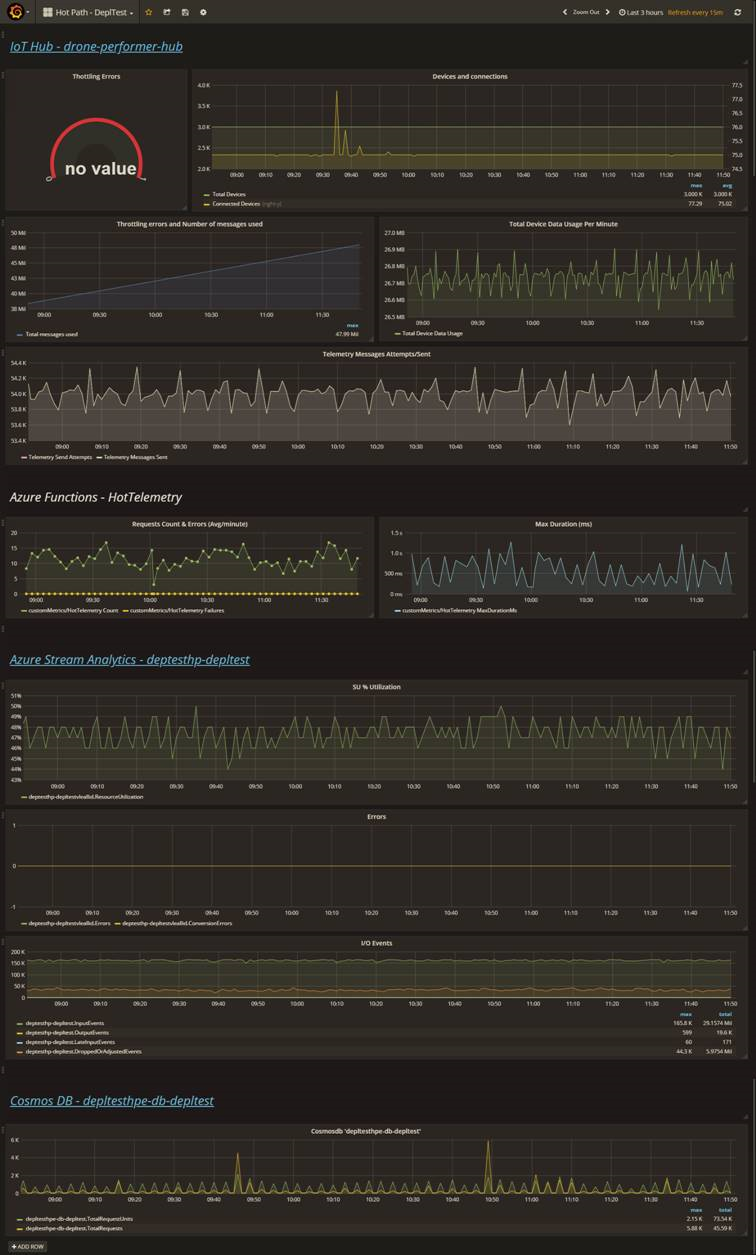 Hot Path - DeplTest
Zoom Out
Last 3 hours
Refresh every 15m
IoT Hub - drone-performer-hub
Thottling Errors
no value
Devices and connections
4.0 K
3.5 K
3.0 K
2.5 K
2.0 K
77.5
77.0
76.5
76.0
75.5
75.0
74.5
09:00 09:10 09:20 09:30 09:40 09:50 10:00 10:10 10:20 10:30 10:40 10:50 11:00 11:10 11:20 11:30 11:40 11:50
max avg
Total Devices 3.000 K 3.000 K
Connected Devices (right-y) 77.29 75.02
Throttling errors and Number of messages used
50 Mil
48 Mil
45 Mil
43 Mil
40 Mil
38 Mil
09:00 09:30 10:00 10:30 11:00 11:30
max
Total messages used 47.99 Mil
Total Device Data Usage Per Minute
27.0 MB
26.9 MB
26.8 MB
26.7 MB
26.6 MB
26.5 MB
09:00 09:30 10:00 10:30 11:00 11:30
Total Device Data Usage
Telemetry Messages Attempts/Sent
54.4 K
54.2 K
54.0 K
53.8 K
53.6 K
53.4 K
09:00 09:10 09:20 09:30 09:40 09:50 10:00 10:10 10:20 10:30 10:40 10:50 11:00 11:10 11:20 11:30 11:40 11:50
Telemetry Send Attempts Telemetry Messages Sent
Azure Functions - HotTelemetry
Requests Count & Errors (Avg/minute)
20
15
10
5
0
09:00 09:30 10:00 10:30 11:00 11:30
customMetrics/HotTelemetry Count customMetrics/HotTelemetry Failures
Max Duration (ms)
1.5 s
1.0 s
500 ms
0 ms
09:00 09:30 10:00 10:30 11:00 11:30
customMetrics/HotTelemetry MaxDurationMs
Azure Stream Analytics - deptesthp-depltest
SU % Utilization
51%
50%
49%
48%
47%
46%
45%
44%
43%
09:00 09:10 09:20 09:30 09:40 09:50 10:00 10:10 10:20 10:30 10:40 10:50 11:00 11:10 11:20 11:30 11:40 11:50
Errors
1
0
-1
09:00 09:10 09:20 09:30 09:40 09:50 10:00 10:10 10:20 10:30 10:40 10:50 11:00 11:10 11:20 11:30 11:40 11:50
I/O Events
200 K
150 K
100 K
50 K
0
09:00 09:10 09:20 09:30 09:40 09:50 10:00 10:10 10:20 10:30 10:40 10:50 11:00 11:10 11:20 11:30 11:40 11:50
max total
deptesthp-depltest.InputEvents 165.8 K 29.1574 Mil
deptesthp-depltest.OutputEvents 599 19.6 K
deptesthp-depltest.LateInputEvents 60 171
deptesthp-depltest.DroppedOrAdjustedEvents 44.3 K 5.9754 Mil
Cosmos DB - depltesthpe-db-depltest
Cosmosdb 'depltesthpe-db-depltest'
6 K
4 K
2 K
0
09:00 09:10 09:20 09:30 09:40 09:50 10:00 10:10 10:20 10:30 10:40 10:50 11:00 11:10 11:20 11:30 11:40 11:50
max total
depltesthpe-db-depltest.TotalRequestUnits 2.15 K 73.54 K
depltesthpe-db-depltest.TotalRequests 5.88 K 45.59 K
+ ADD ROW